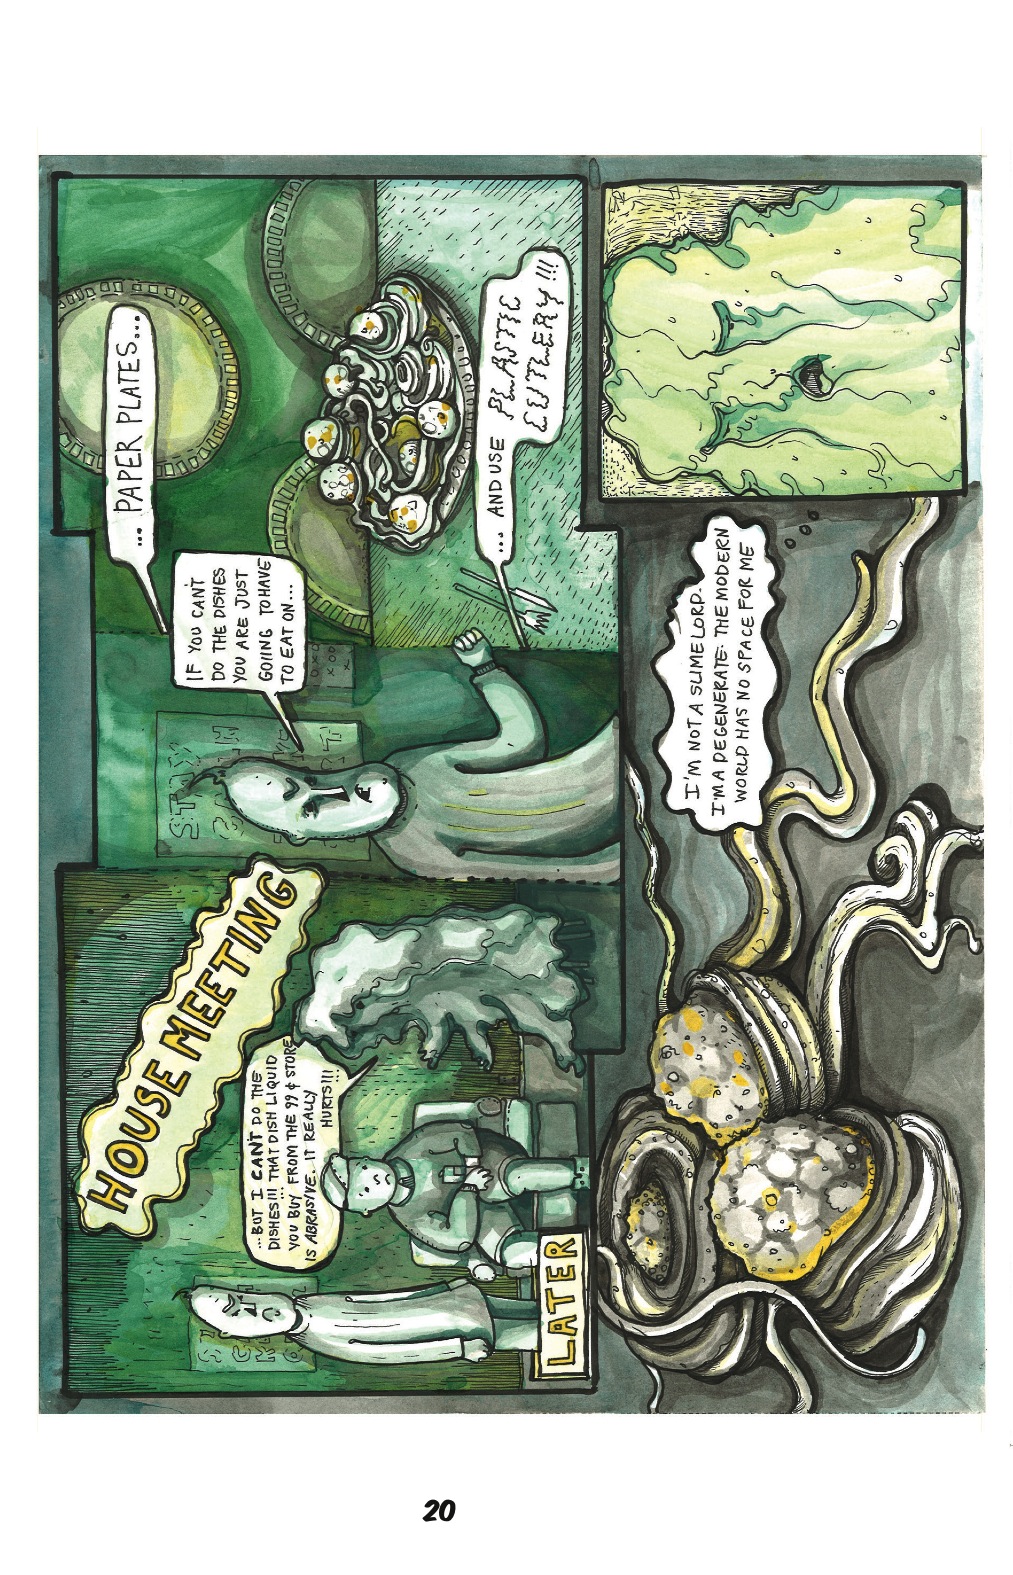 HOUSE MEETING
...BUT I CAN'T DO THE
DISHES!!! THAT DISH LIQUID
YOU BUY FROM THE 99¢ STORE
IS ABRASIVE. IT REALLY
HURTS!!!
LATER
STAY
IF YOU CAN'T
DO THE DISHES
YOU ARE JUST
GOIING TO HAVE
TO EAT ON...
... PAPER PLATES...
... AND USE PLASTIC
CUTLERY!!!
I'M NOT A SLIME LORD.
I'M A DEGENERATE. THE MODERN
WORLD HAS NO SPACE FOR ME
20